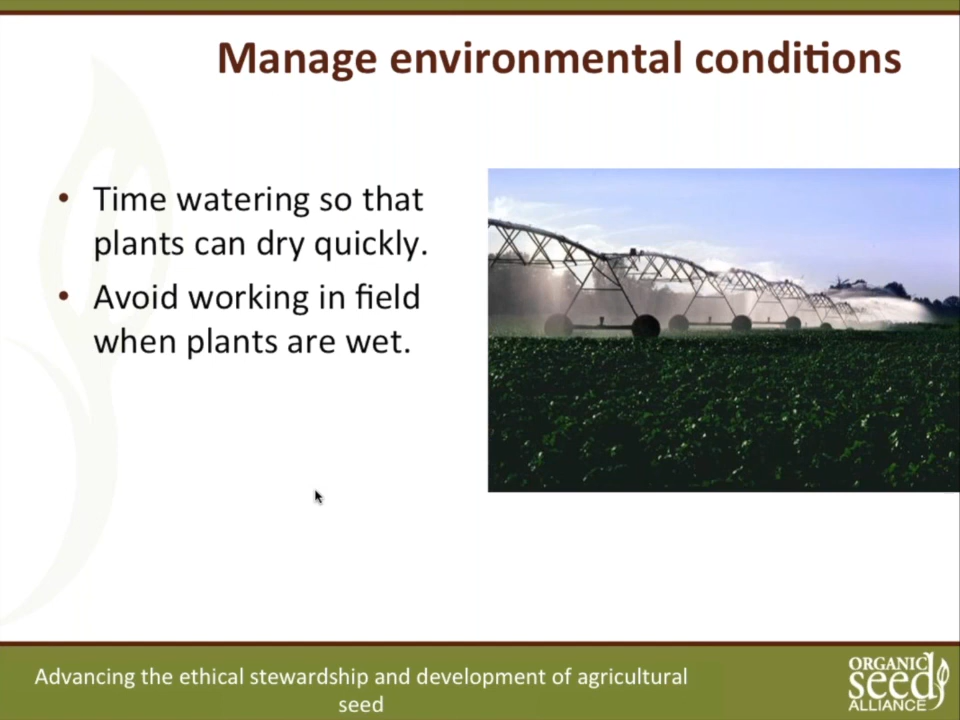 Manage environmental conditions
• Time watering so that
plants can dry quickly.
• Avoid working in field
when plants are wet.
Advancing the ethical stewardship and development of agricultural
seed
ORGANIC
seed
ALLIANCE